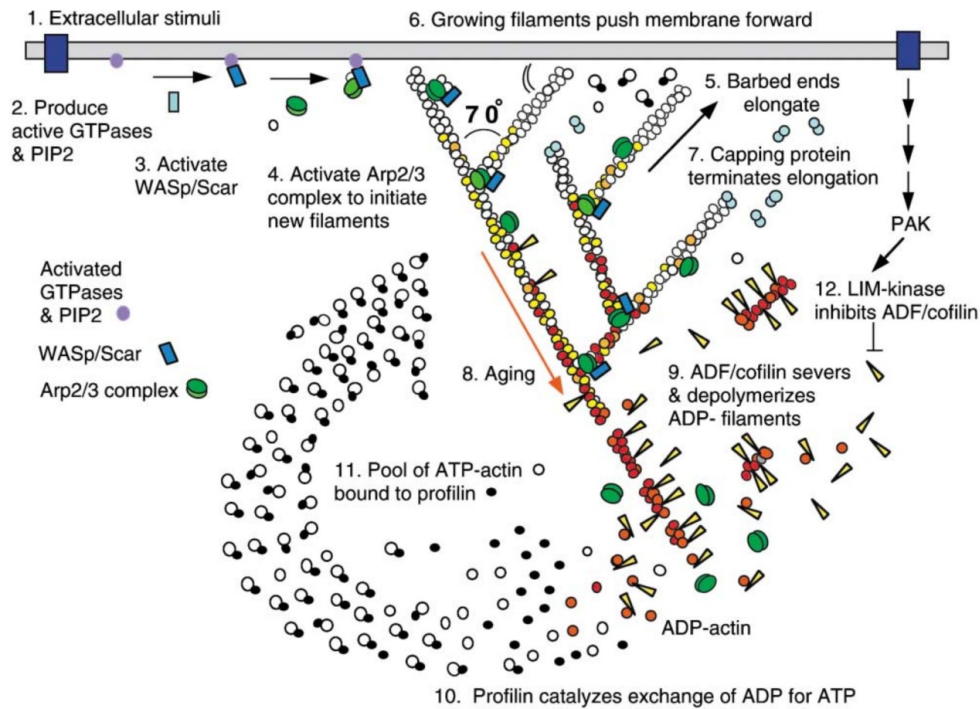 1. Extracellular stimuli
6. Growing filaments push membrane forward
2. Produce
active GTPases
& PIP2
3. Activate
WASp/Scar
4. Activate Arp2/3
complex to initiate
new filaments
70°
5. Barbed ends
elongate
7. Capping protein
terminates elongation
PAK
12. LIM-kinase
inhibits ADF/cofilin
Activated
GTPases
& PIP2
WASp/Scar
Arp2/3 complex
8. Aging
9. ADF/cofilin severs
& depolymerizes
ADP- filaments
11. Pool of ATP-actin
bound to profilin
ADP-actin
10. Profilin catalyzes exchange of ADP for ATP